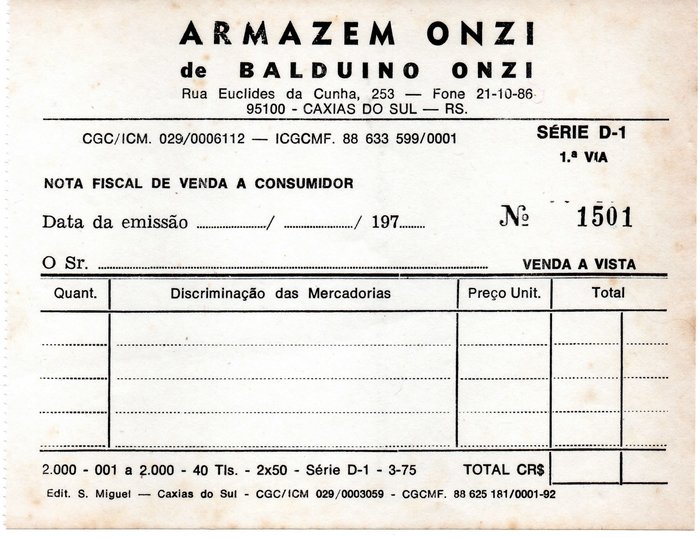 ARMAZEM ONZI
de BALDUINO ONZI
Rua Euclides da Cunha, 253 — Fone 21-10-86
95100 - CAXIAS DO SUL — RS.
CGC/ICM. 029/0006112 — ICGCMF. 88 633 599/0001
SÉRIE D-1
1.ª VIA
NOTA FISCAL DE VENDA A CONSUMIDOR
Data da emissão ................/ ................/ 197......
Nº 1501
O Sr. ................................................................
VENDA A VISTA
Quant. Discriminação das Mercadorias Preço Unit. Total
2.000 - 001 a 2.000 - 40 Tls. - 2x50 - Série D-1 - 3-75 TOTAL CR$
Edit. S. Miguel — Caxias do Sul - CGC/ICM 029/0003059 - CGCMF. 88 625 181/0001-92